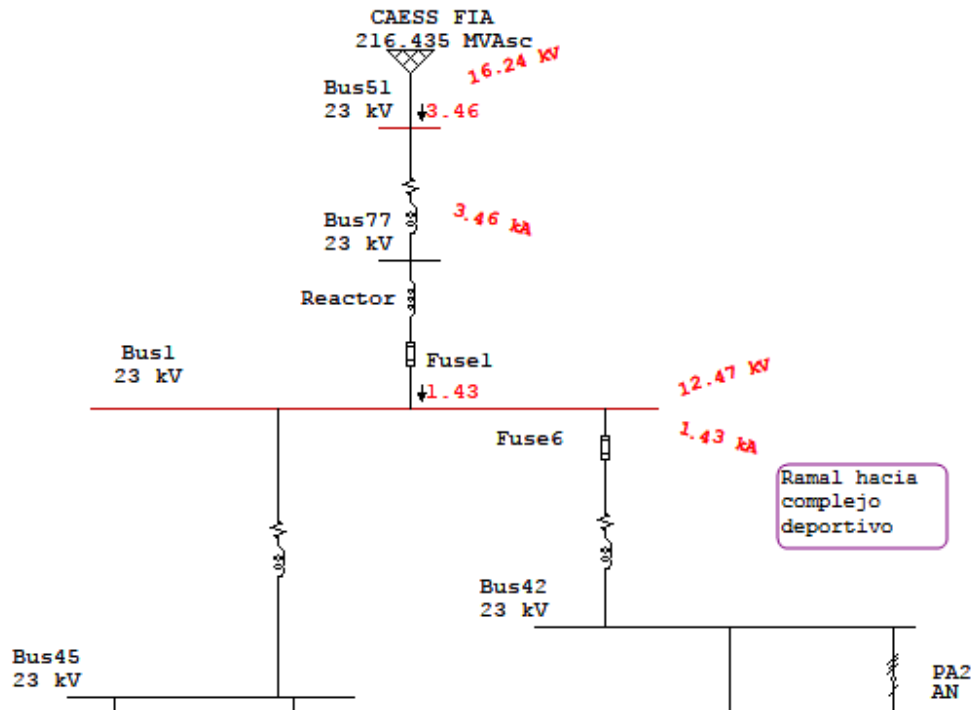 CAESS FIA
216.435 MVAsc
16.24 kV
Bus51
23 kV
3.46
Bus77
23 kV
3.46 kA
Reactor
Bus1
23 kV
Fuse1
1.43
12.47 kV
1.43 kA
Fuse6
Ramal hacia
complejo
deportivo
Bus42
23 kV
Bus45
23 kV
PA2
AN